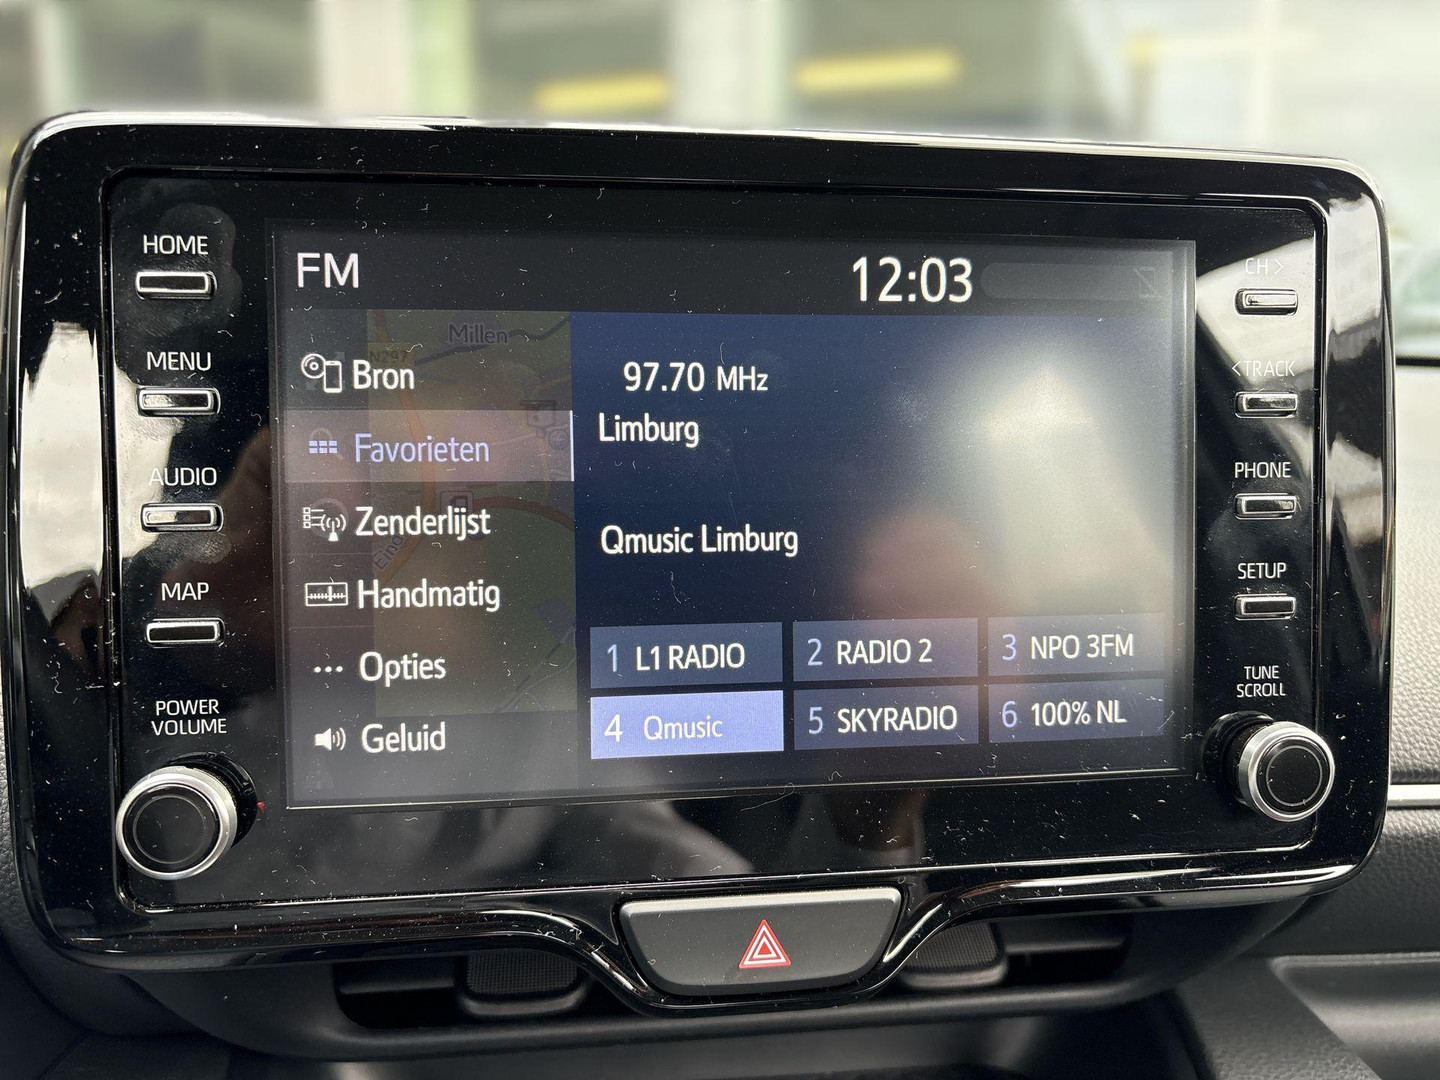 HOME
MENU
AUDIO
MAP
POWER
VOLUME
FM
12:03
Millen
N297
Bron
Favorieten
Zenderlijst
Handmatig
Opties
Geluid
97.70 MHz
Limburg
Qmusic Limburg
1 L1 RADIO
2 RADIO 2
3 NPO 3FM
4 Qmusic
5 SKYRADIO
6 100% NL
CH >
< TRACK
PHONE
SETUP
TUNE
SCROLL